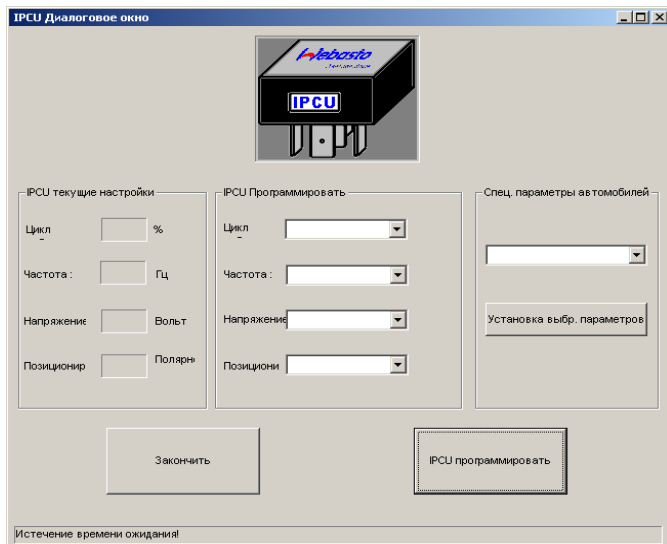 IPCU Диалоговое окно
Webasto
IPCU
IPCU текущие настройки
Цикл %
Частота : Гц
Напряжение Вольт
Позиционир Полярн
IPCU Программировать
Цикл
Частота :
Напряжение
Позициони
Спец. параметры автомобилей
Установка выбр. параметров
Закончить
IPCU программировать
Истечение времени ожидания!